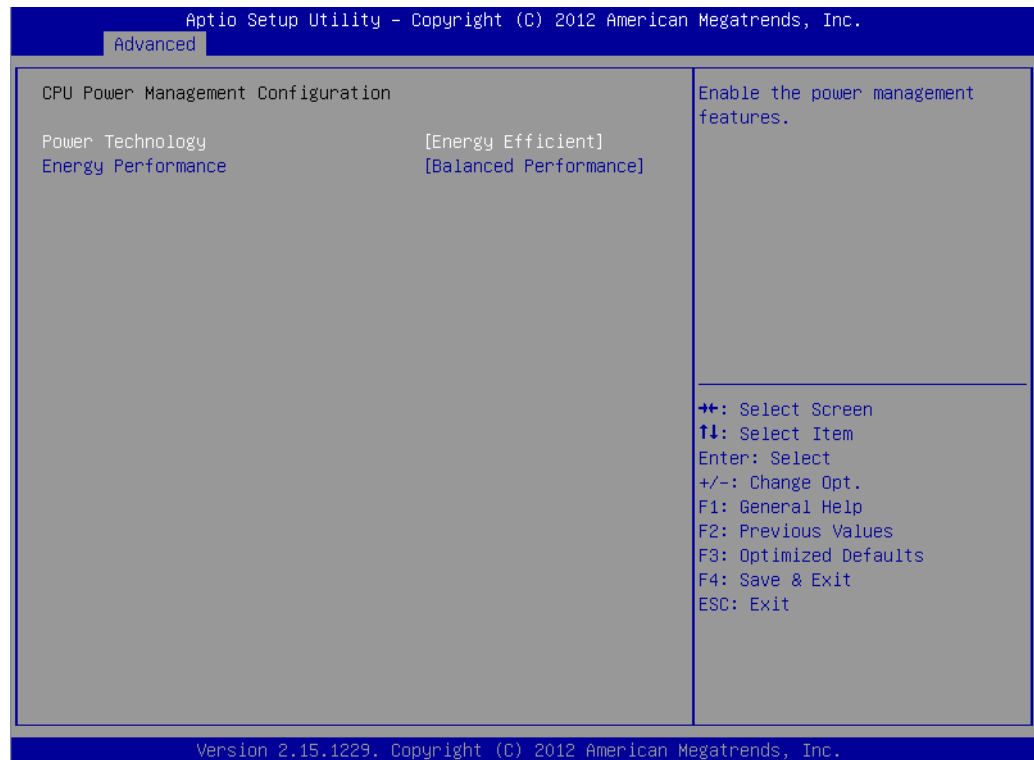 Aptio Setup Utility – Copyright (C) 2012 American Megatrends, Inc.
Advanced
CPU Power Management Configuration
Power Technology [Energy Efficient]
Energy Performance [Balanced Performance]
Enable the power management
features.
→←: Select Screen
↑↓: Select Item
Enter: Select
+/-: Change Opt.
F1: General Help
F2: Previous Values
F3: Optimized Defaults
F4: Save & Exit
ESC: Exit
Version 2.15.1229. Copyright (C) 2012 American Megatrends, Inc.